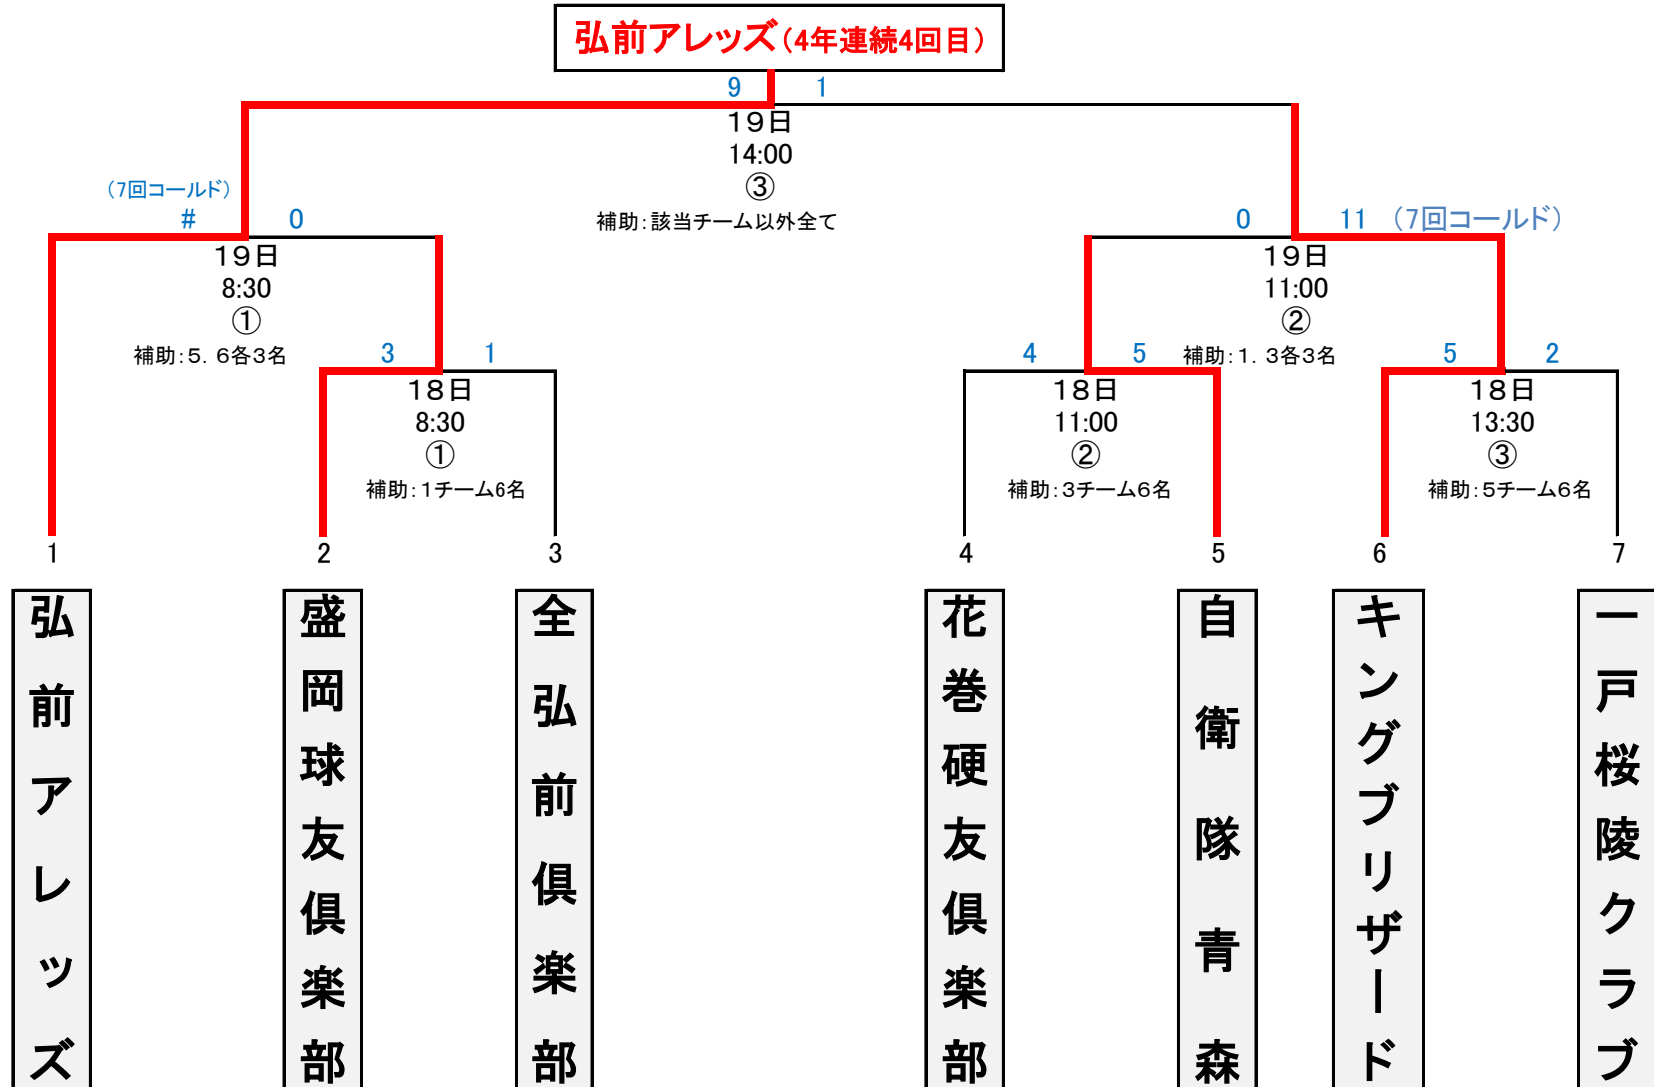 弘前アレッズ（4年連続4回目）
9 1
19日
14:00
③
補助：該当チーム以外全て
（7回コールド）
# 0
19日
8:30
①
補助：5．6各3名
0 11 （7回コールド）
19日
11:00
②
補助：1．3各3名
3 1
18日
8:30
①
補助：1チーム6名
4 5
18日
11:00
②
補助：3チーム6名
5 2
18日
13:30
③
補助：5チーム6名
1 2 3 4 5 6 7
弘前アレッズ
盛岡球友倶楽部
全弘前倶楽部
花巻硬友倶楽部
自衛隊青森
キングブリザード
一戸桜陵クラブ